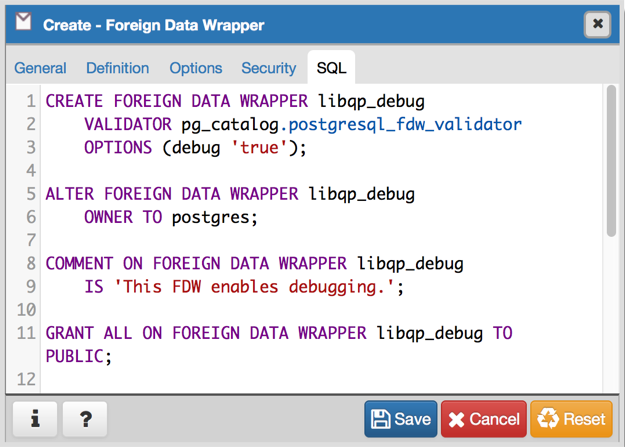 Create - Foreign Data Wrapper
General Definition Options Security SQL
1 CREATE FOREIGN DATA WRAPPER libqp_debug
2 VALIDATOR pg_catalog.postgresql_fdw_validator
3 OPTIONS (debug 'true');
4
5 ALTER FOREIGN DATA WRAPPER libqp_debug
6 OWNER TO postgres;
7
8 COMMENT ON FOREIGN DATA WRAPPER libqp_debug
9 IS 'This FDW enables debugging.';
10
11 GRANT ALL ON FOREIGN DATA WRAPPER libqp_debug TO
PUBLIC;
12
i ? Save Cancel Reset